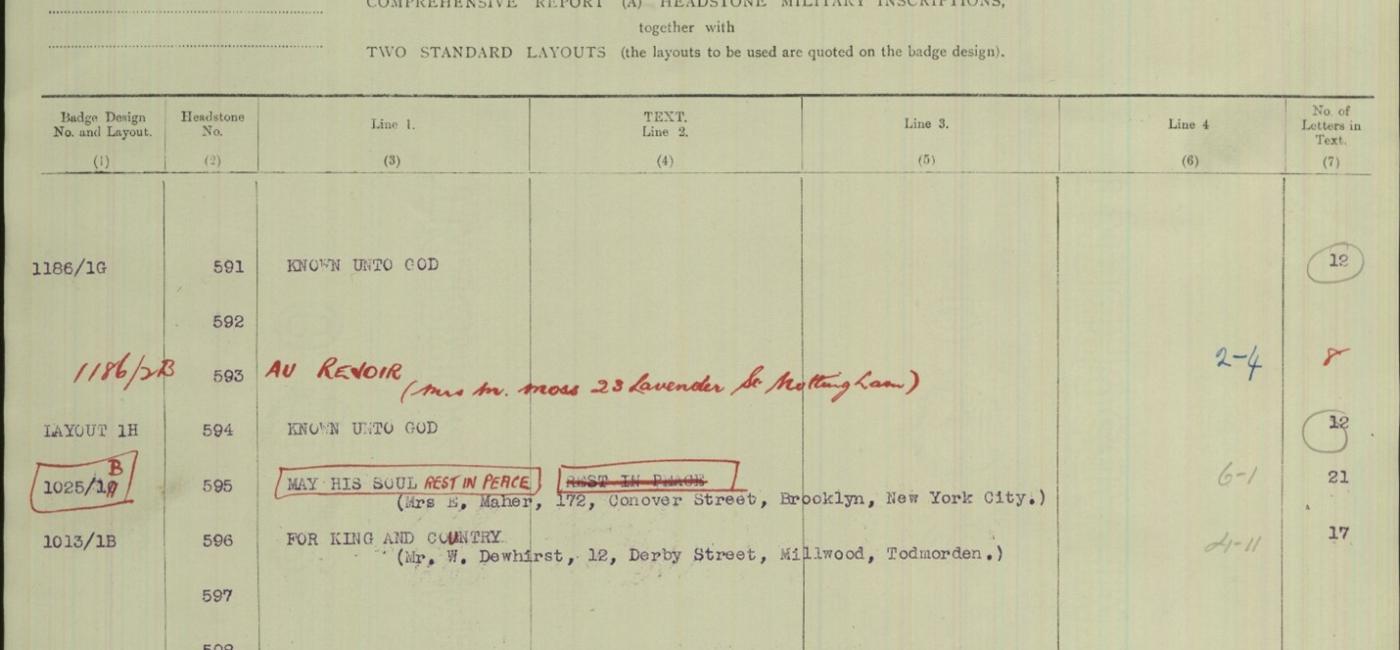 COMPREHENSIVE REPORT (A) HEADSTONE MILITARY INSCRIPTIONS,
together with
TWO STANDARD LAYOUTS (the layouts to be used are quoted on the badge design).
Badge Design No. and Layout. (1) Headstone No. (2) Line 1. (3) TEXT. Line 2. (4) Line 3. (5) Line 4 (6) No. of Letters in Text. (7)
1186/1G 591 KNOWN UNTO GOD 12
592
1186/2B 593 AU REVOIR 2-4 8
(Mrs M. Moss 23 Lavender St Nottingham)
LAYOUT 1H 594 KNOWN UNTO GOD 12
1025/1B 595 MAY HIS SOUL REST IN PEACE REST IN PEACE 6-1 21
(Mrs E, Maher, 172, Conover Street, Brooklyn, New York City.)
1013/1B 596 FOR KING AND COUNTRY 4-11 17
(Mr. W. Dewhirst, 12, Derby Street, Millwood, Todmorden.)
597
598